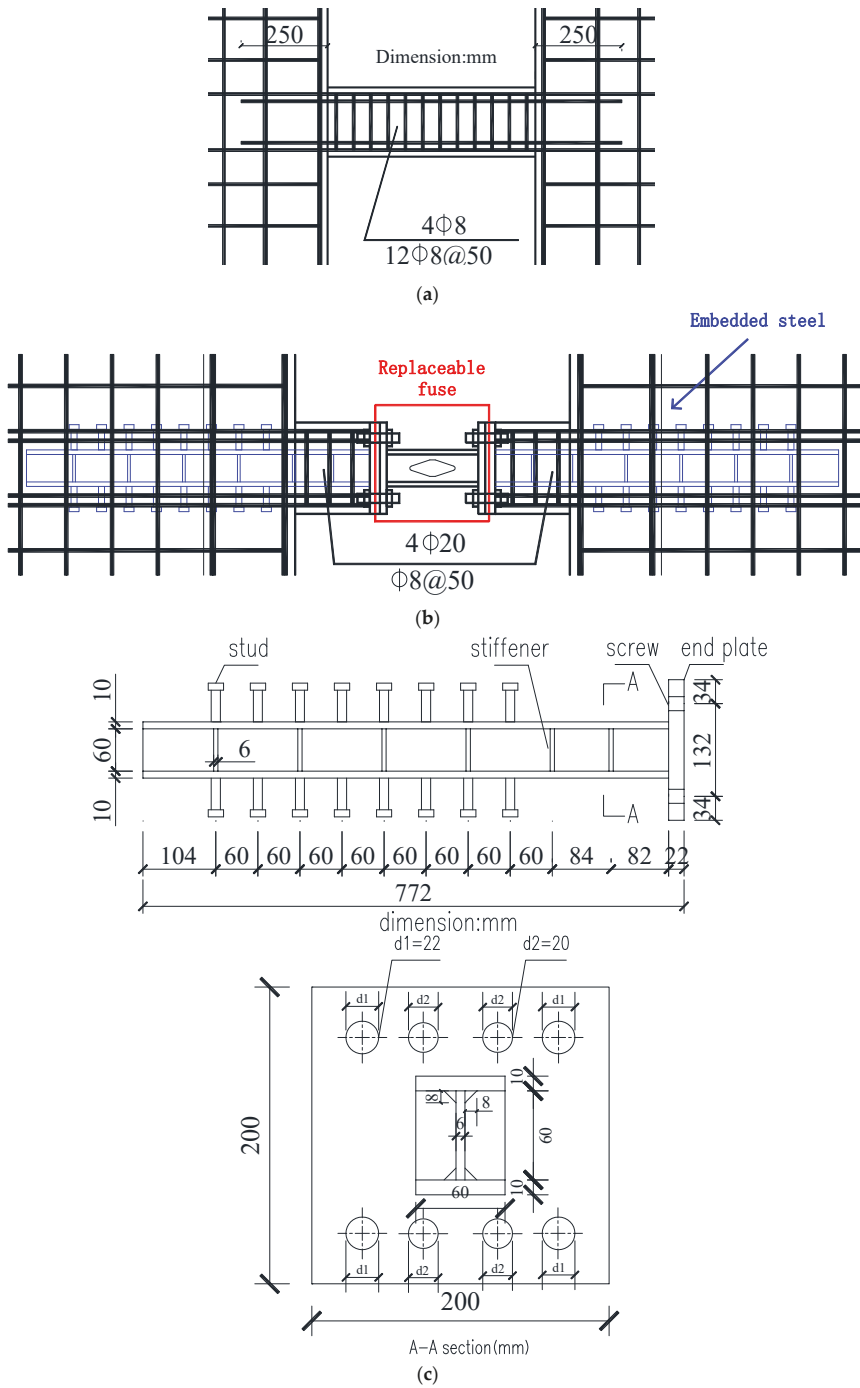 250
250
Dimension:mm
4Φ8
12Φ8@50
(a)
Embedded steel
Replaceable
fuse
4Φ20
Φ8@50
(b)
stud
stiffener
screw
end plate
10
60
10
6
A
A
34
132
34
104 60 60 60 60 60 60 60 60 84 82 22
772
dimension:mm
d1=22
d2=20
d1 d2 d2 d1
200
10
8
8
6
60
60
10
d1 d2 d2 d1
200
A-A section(mm)
(c)